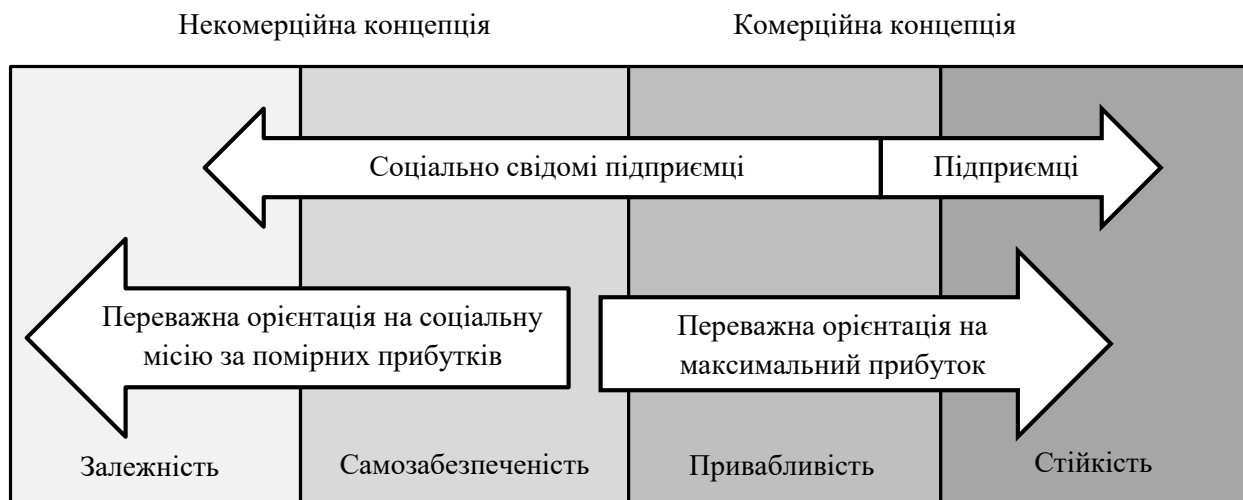 Некомерційна концепція
Комерційна концепція
Соціально свідомі підприємці
Підприємці
Переважна орієнтація на соціальну
місію за помірних прибутків
Переважна орієнтація на
максимальний прибуток
Залежність
Самозабезпеченість
Привабливість
Стійкість